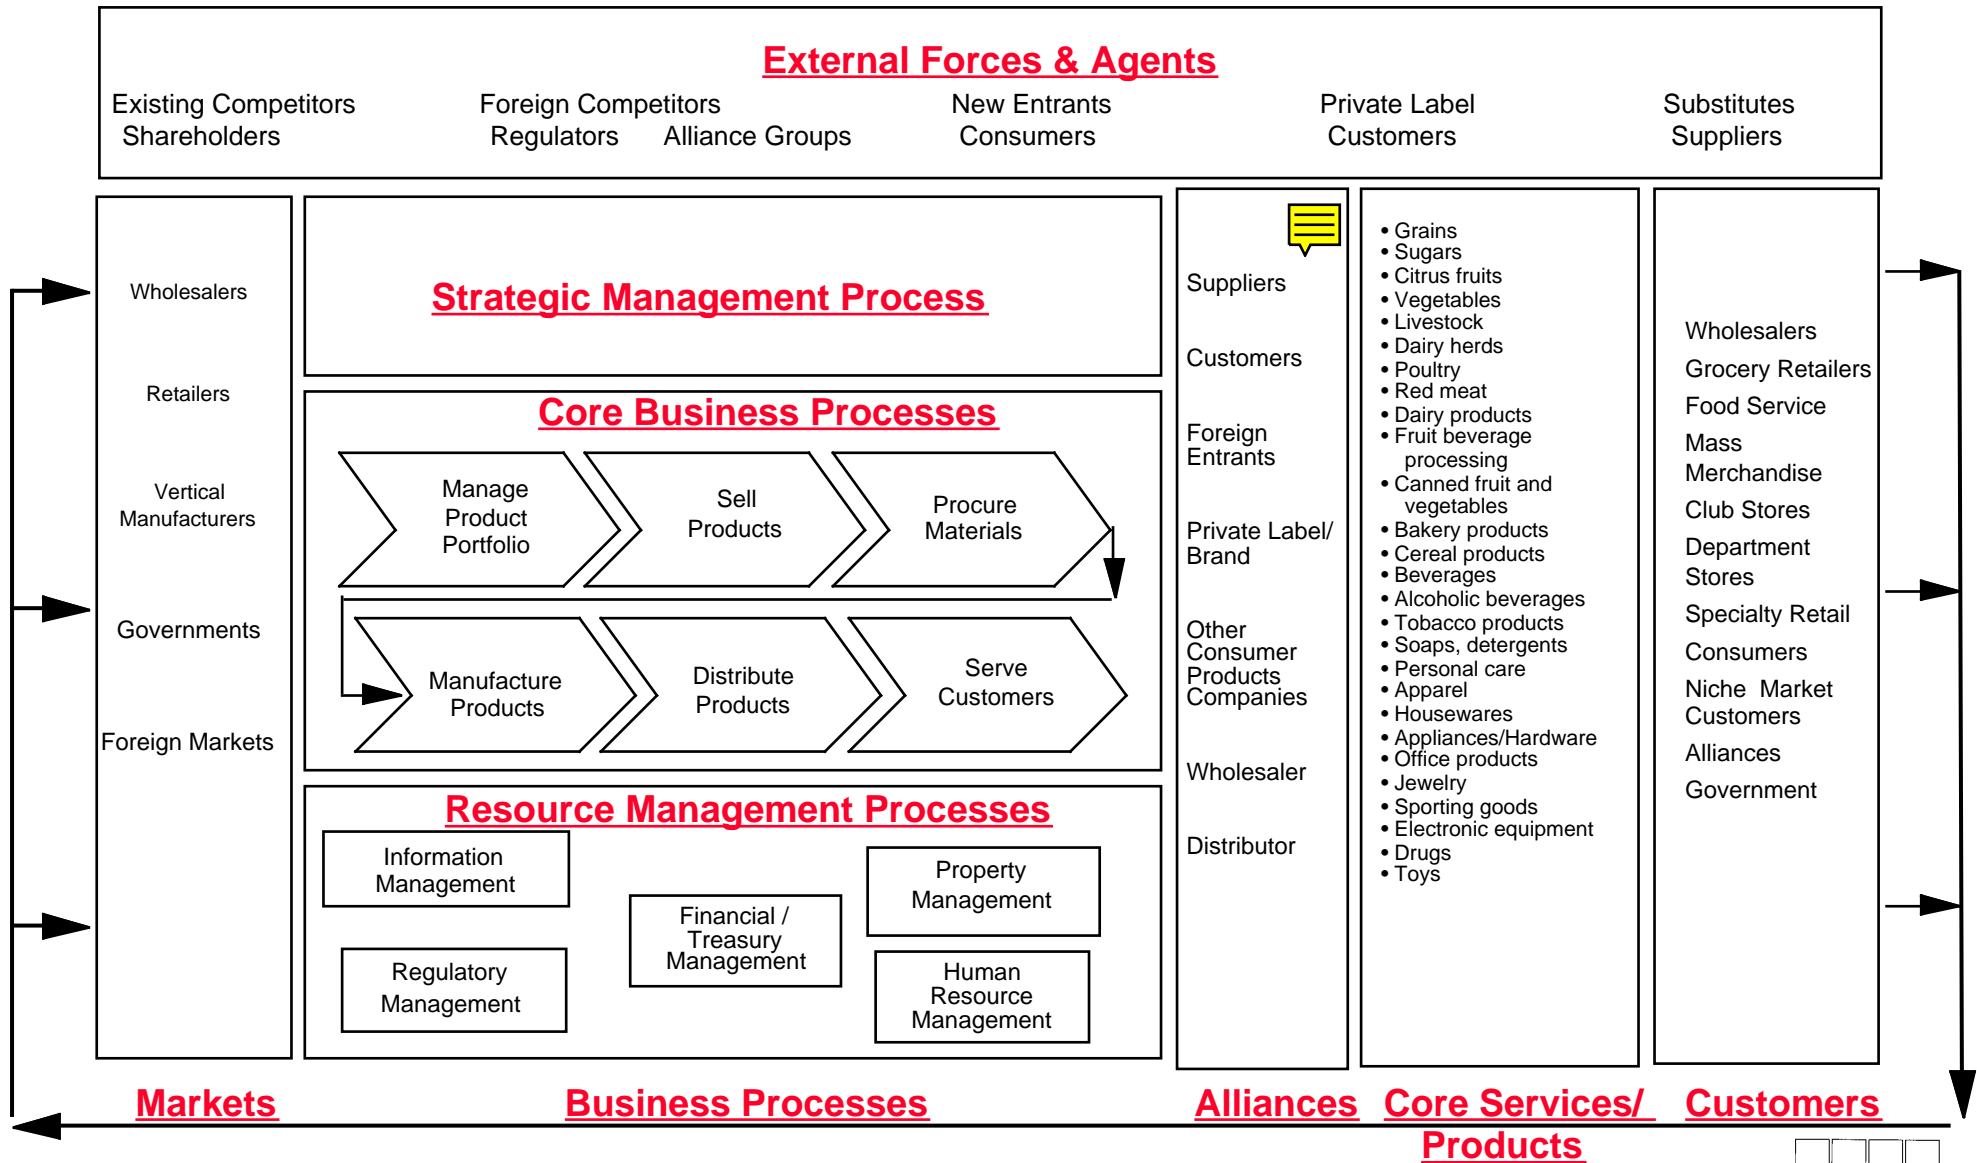 External Forces & Agents
Existing Competitors Foreign Competitors New Entrants Private Label Substitutes
Shareholders Regulators Alliance Groups Consumers Customers Suppliers
Wholesalers
Retailers
Vertical
Manufacturers
Governments
Foreign Markets
Strategic Management Process
Core Business Processes
Manage
Product
Portfolio
Sell
Products
Procure
Materials
Manufacture
Products
Distribute
Products
Serve
Customers
Resource Management Processes
Information
Management
Regulatory
Management
Financial /
Treasury
Management
Property
Management
Human
Resource
Management
Suppliers
Customers
Foreign
Entrants
Private Label/
Brand
Other
Consumer
Products
Companies
Wholesaler
Distributor
• Grains
• Sugars
• Citrus fruits
• Vegetables
• Livestock
• Dairy herds
• Poultry
• Red meat
• Dairy products
• Fruit beverage
processing
• Canned fruit and
vegetables
• Bakery products
• Cereal products
• Beverages
• Alcoholic beverages
• Tobacco products
• Soaps, detergents
• Personal care
• Apparel
• Housewares
• Appliances/Hardware
• Office products
• Jewelry
• Sporting goods
• Electronic equipment
• Drugs
• Toys
Wholesalers
Grocery Retailers
Food Service
Mass
Merchandise
Club Stores
Department
Stores
Specialty Retail
Consumers
Niche Market
Customers
Alliances
Government
Markets
Business Processes
Alliances
Core Services/
Products
Customers